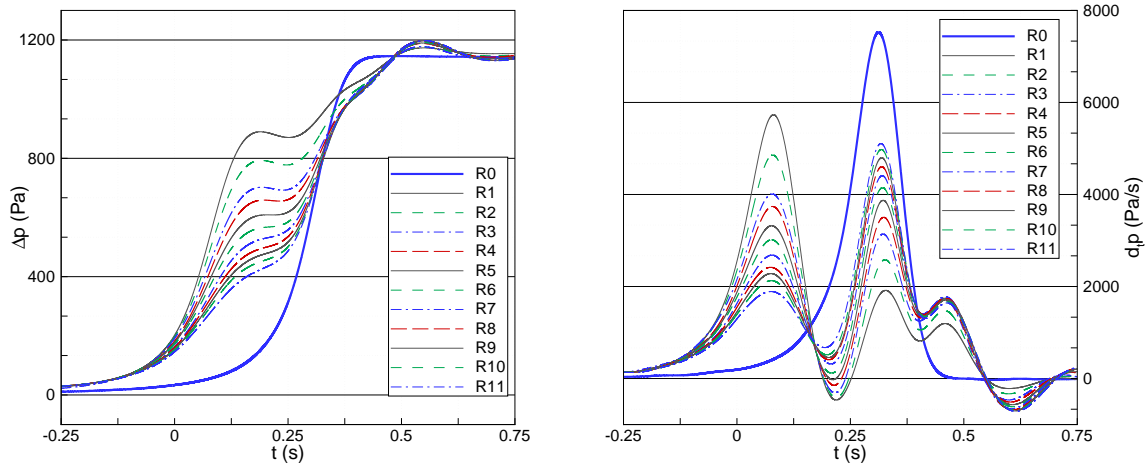 1200
800
400
0
Δp (Pa)
-0.25
0
0.25
0.5
0.75
t (s)
R0
R1
R2
R3
R4
R5
R6
R7
R8
R9
R10
R11
8000
6000
4000
2000
0
dₜp (Pa/s)
-0.25
0
0.25
0.5
0.75
t (s)
R0
R1
R2
R3
R4
R5
R6
R7
R8
R9
R10
R11